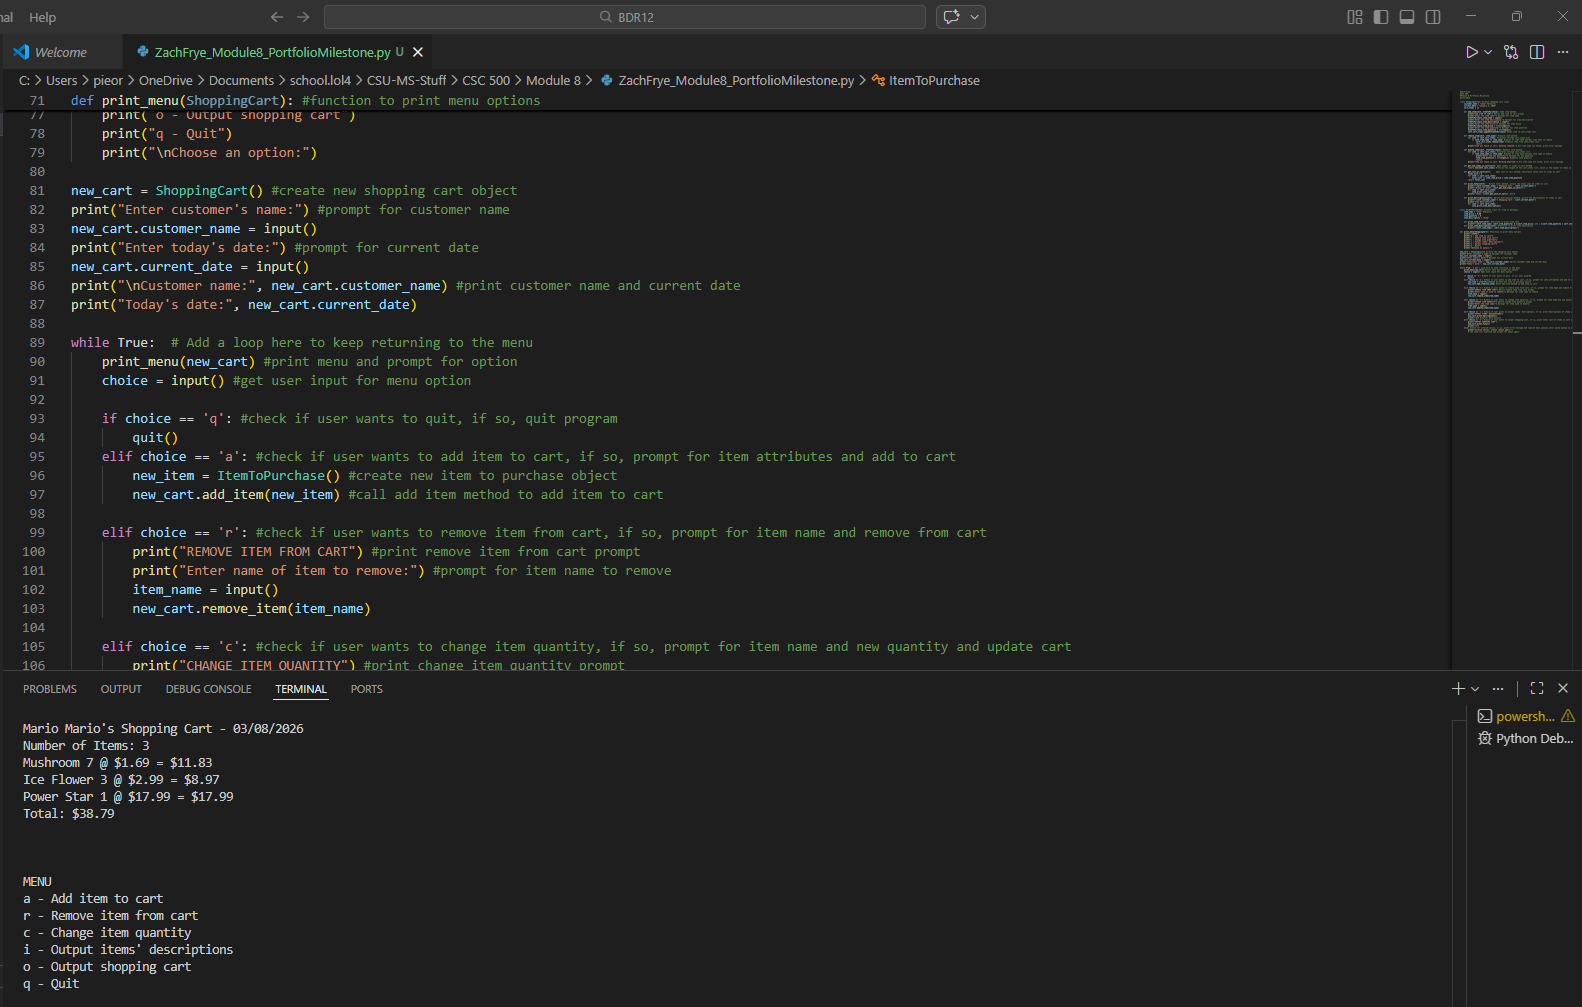 nal Help
BDR12
Welcome
ZachFrye_Module8_PortfolioMilestone.py U
C: > Users > pieor > OneDrive > Documents > school.lol4 > CSU-MS-Stuff > CSC 500 > Module 8 > ZachFrye_Module8_PortfolioMilestone.py > ItemToPurchase
71 def print_menu(ShoppingCart): #function to print menu options
77 print("o - Output shopping cart")
78 print("q - Quit")
79 print("\nChoose an option:")
80
81 new_cart = ShoppingCart() #create new shopping cart object
82 print("Enter customer's name:") #prompt for customer name
83 new_cart.customer_name = input()
84 print("Enter today's date:") #prompt for current date
85 new_cart.current_date = input()
86 print("\nCustomer name:", new_cart.customer_name) #print customer name and current date
87 print("Today's date:", new_cart.current_date)
88
89 while True:  # Add a loop here to keep returning to the menu
90 print_menu(new_cart) #print menu and prompt for option
91 choice = input() #get user input for menu option
92
93 if choice == 'q': #check if user wants to quit, if so, quit program
94 quit()
95 elif choice == 'a': #check if user wants to add item to cart, if so, prompt for item attributes and add to cart
96 new_item = ItemToPurchase() #create new item to purchase object
97 new_cart.add_item(new_item) #call add item method to add item to cart
98
99 elif choice == 'r': #check if user wants to remove item from cart, if so, prompt for item name and remove from cart
100 print("REMOVE ITEM FROM CART") #print remove item from cart prompt
101 print("Enter name of item to remove:") #prompt for item name to remove
102 item_name = input()
103 new_cart.remove_item(item_name)
104
105 elif choice == 'c': #check if user wants to change item quantity, if so, prompt for item name and new quantity and update cart
106 print("CHANGE ITEM QUANTITY") #print change item quantity prompt
PROBLEMS OUTPUT DEBUG CONSOLE TERMINAL PORTS
powersh...
Python Deb...
Mario Mario's Shopping Cart - 03/08/2026
Number of Items: 3
Mushroom 7 @ $1.69 = $11.83
Ice Flower 3 @ $2.99 = $8.97
Power Star 1 @ $17.99 = $17.99
Total: $38.79
MENU
a - Add item to cart
r - Remove item from cart
c - Change item quantity
i - Output items' descriptions
o - Output shopping cart
q - Quit